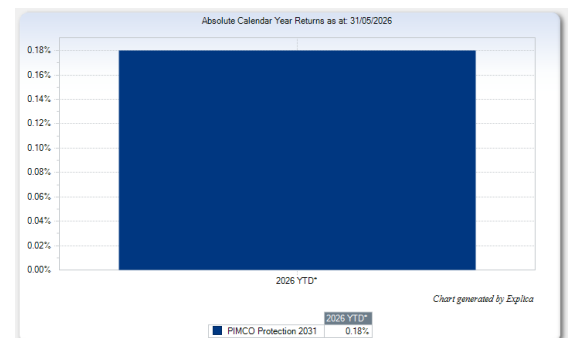 Absolute Calendar Year Returns as at: 31/05/2026
0.18%
0.16%
0.14%
0.12%
0.10%
0.08%
0.06%
0.04%
0.02%
0.00%
2026 YTD*
Chart generated by Explica
2026 YTD*
PIMCO Protection 2031 0.18%